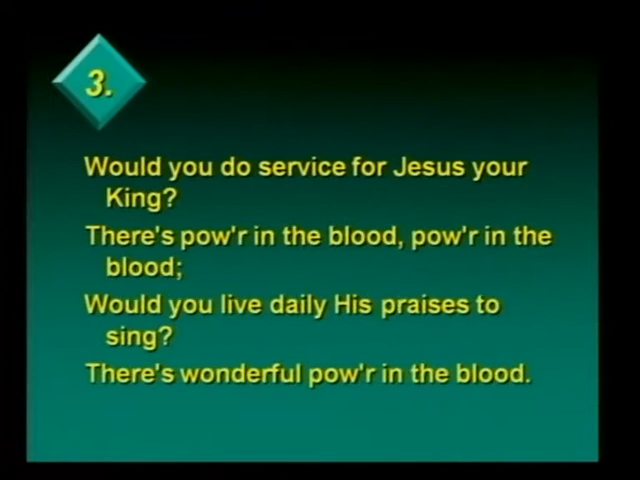 3.
Would you do service for Jesus your
King?
There's pow'r in the blood, pow'r in the
blood;
Would you live daily His praises to
sing?
There's wonderful pow'r in the blood.